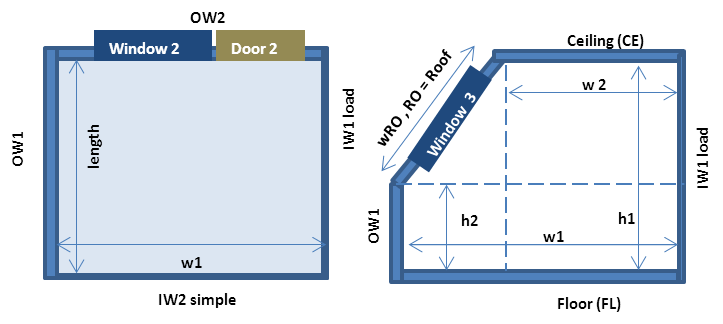 OW2
Window 2
Door 2
OW1
length
IW1 load
w1
IW2 simple
Ceiling (CE)
wRO , RO = Roof
Window 3
w 2
OW1
h2
h1
w1
IW1 load
Floor (FL)